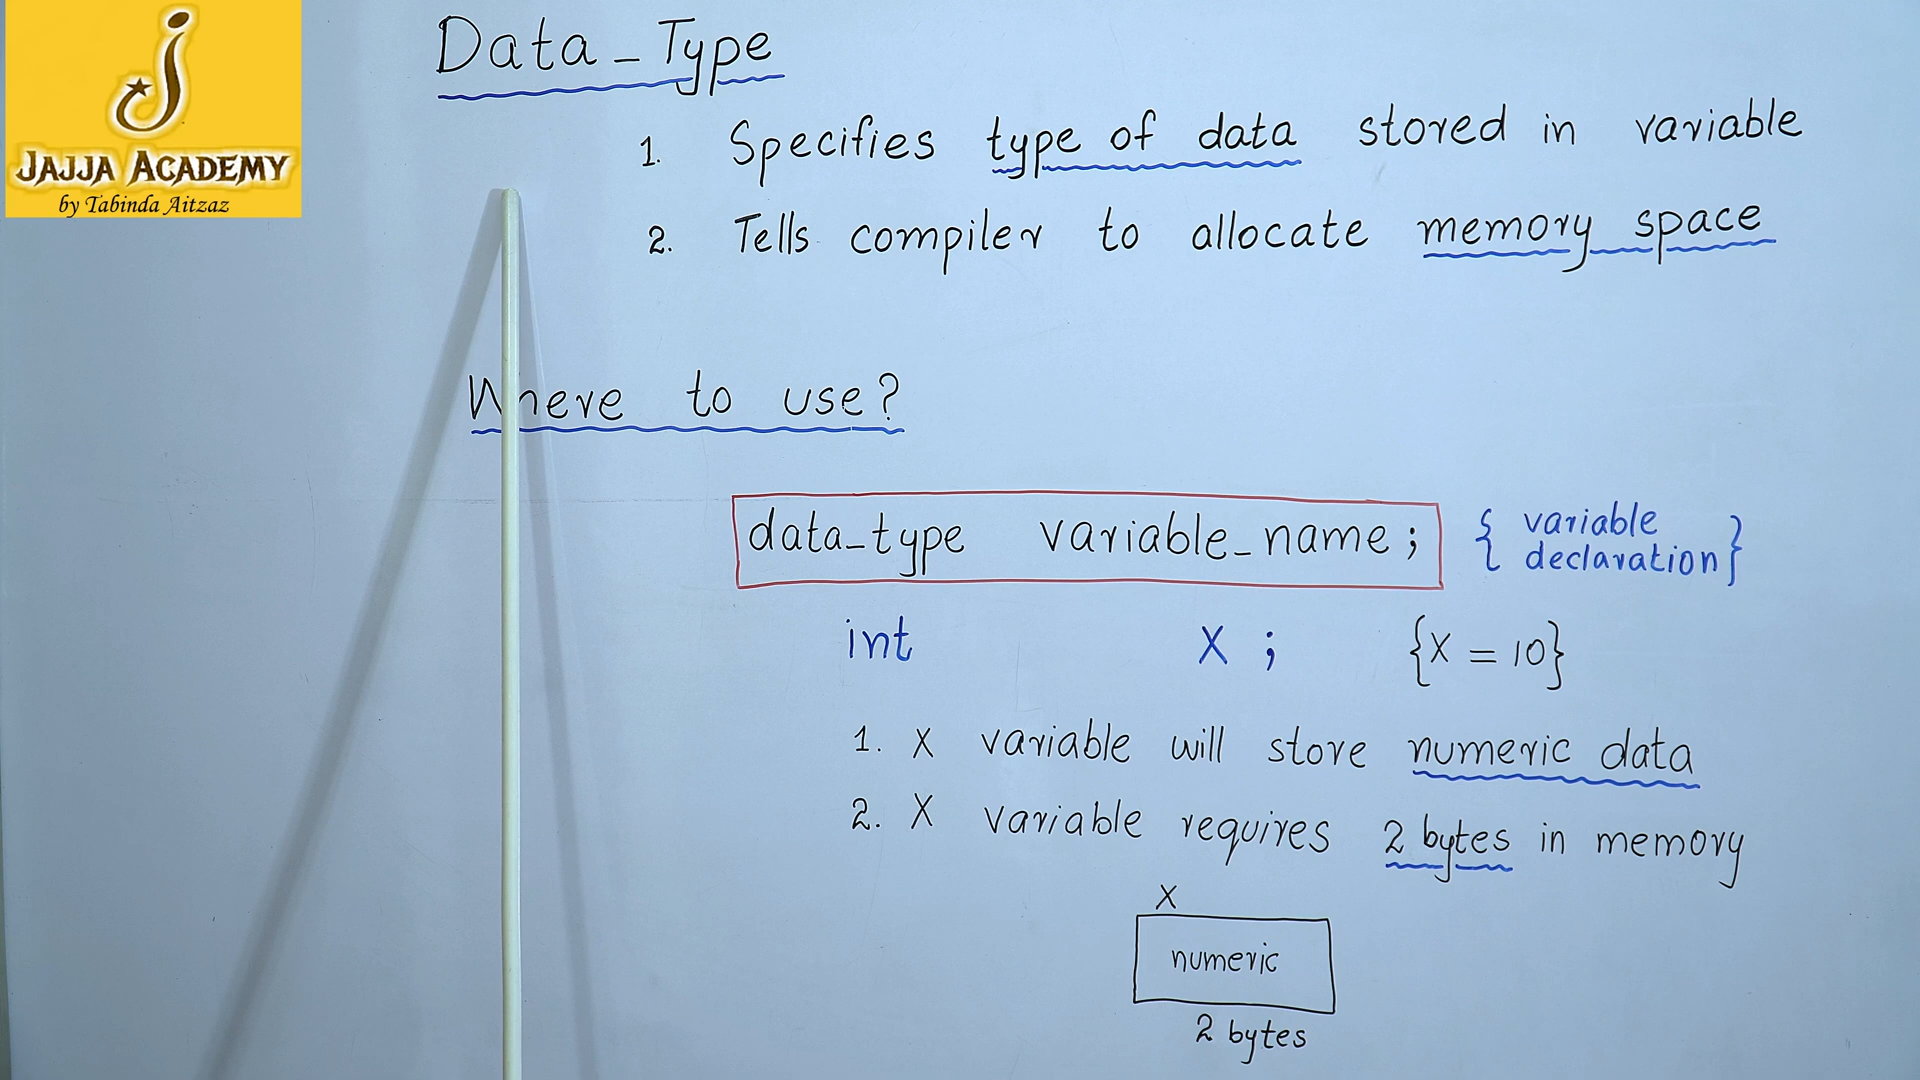 JAJJA ACADEMY
by Tabinda Aitzaz
Data_Type
1. Specifies type of data stored in variable
2. Tells compiler to allocate memory space
Where to use?
data_type variable_name; { variable declaration }
int X ; {X = 10}
1. X variable will store numeric data
2. X variable requires 2 bytes in memory
X
numeric
2 bytes